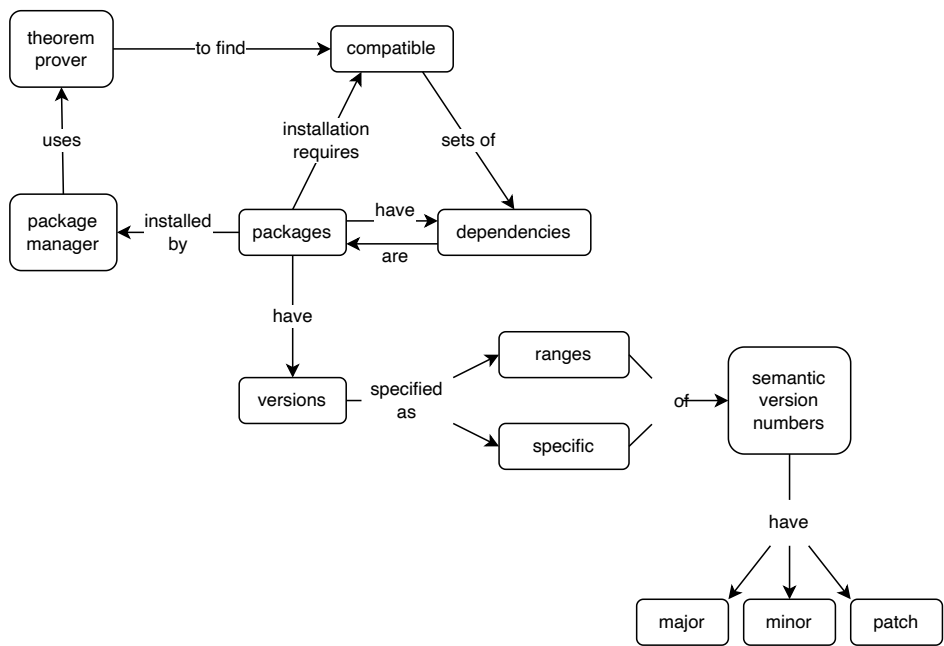 theorem
prover
to find
compatible
uses
installation
requires
sets of
package
manager
installed
by
packages
have
dependencies
are
have
versions
specified
as
ranges
specific
of
semantic
version
numbers
have
major
minor
patch